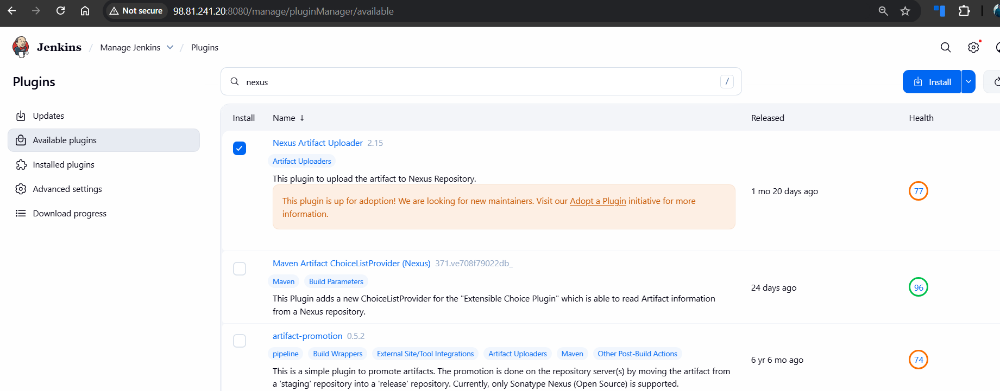 Not secure 98.81.241.20:8080/manage/pluginManager/available
Jenkins / Manage Jenkins / Plugins
Plugins
nexus /
Install
Updates
Available plugins
Installed plugins
Advanced settings
Download progress
Install Name ↓ Released Health
Nexus Artifact Uploader 2.15
Artifact Uploaders
This plugin to upload the artifact to Nexus Repository.
This plugin is up for adoption! We are looking for new maintainers. Visit our Adopt a Plugin initiative for more
information.
1 mo 20 days ago
77
Maven Artifact ChoiceListProvider (Nexus) 371.ve708f79022db_
Maven Build Parameters
This Plugin adds a new ChoiceListProvider for the "Extensible Choice Plugin" which is able to read Artifact information
from a Nexus repository.
24 days ago
96
artifact-promotion 0.5.2
pipeline Build Wrappers External Site/Tool Integrations Artifact Uploaders Maven Other Post-Build Actions
This is a simple plugin to promote artifacts. The promotion is done on the repository server(s) by moving the artifact from
a 'staging' repository into a 'release' repository. Currently, only Sonatype Nexus (Open Source) is supported.
6 yr 6 mo ago
74